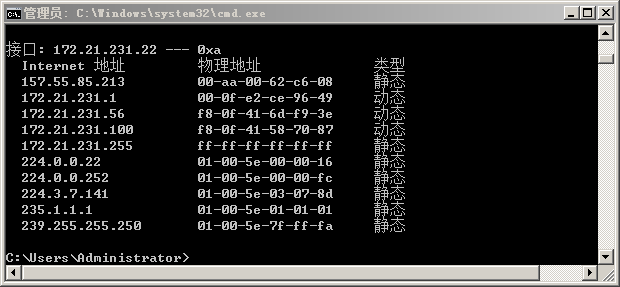 管理员: C:\Windows\system32\cmd.exe
接口: 172.21.231.22 --- 0xa
Internet 地址 物理地址 类型
157.55.85.213 00-aa-00-62-c6-08 静态
172.21.231.1 00-0f-e2-ce-96-49 动态
172.21.231.56 f8-0f-41-6d-f9-3e 动态
172.21.231.100 f8-0f-41-58-70-87 动态
172.21.231.255 ff-ff-ff-ff-ff-ff 静态
224.0.0.22 01-00-5e-00-00-16 静态
224.0.0.252 01-00-5e-00-00-fc 静态
224.3.7.141 01-00-5e-03-07-8d 静态
235.1.1.1 01-00-5e-01-01-01 静态
239.255.255.250 01-00-5e-7f-ff-fa 静态
C:\Users\Administrator>